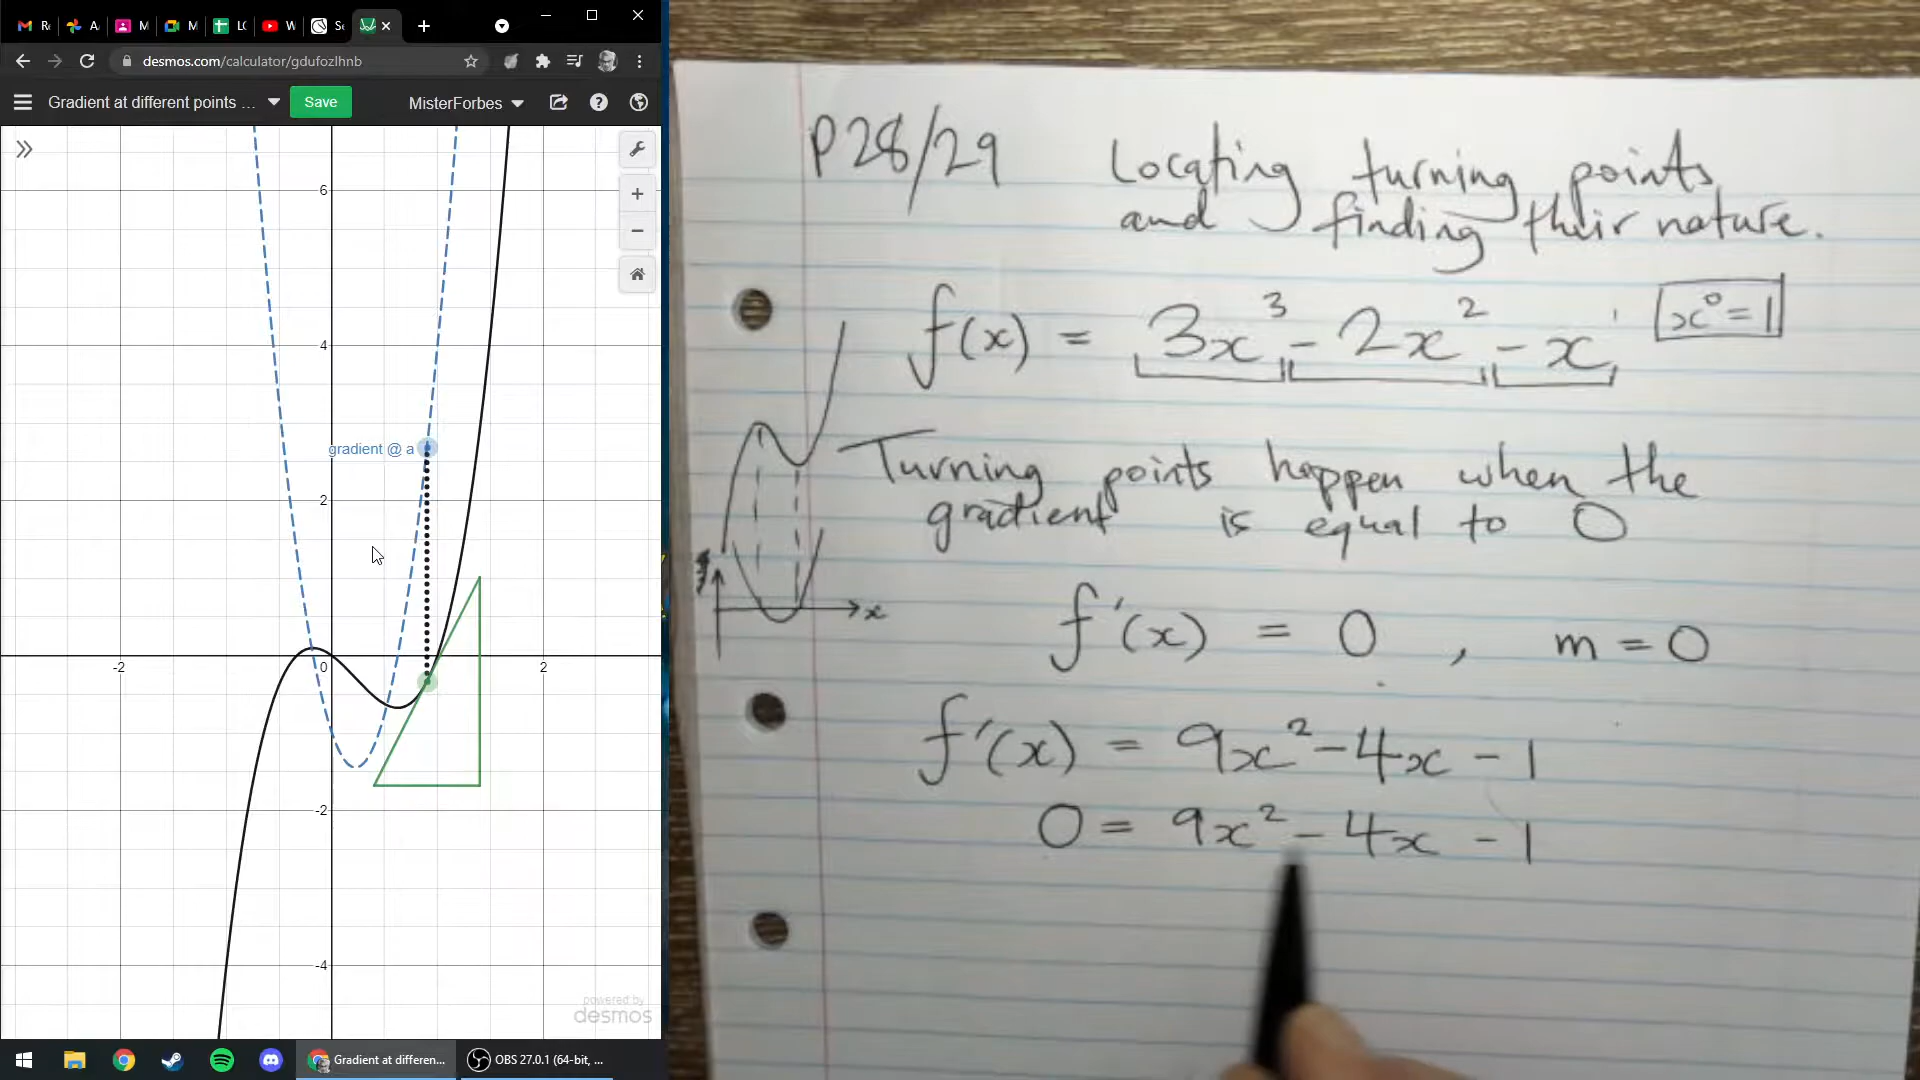 R
A
M
M
LC
W
Se
desmos.com/calculator/gdufozlhnb
Gradient at different points ...
Save
MisterForbes
6
4
gradient @ a
2
-2
0
2
-2
-4
powered by
desmos
Gradient at differen...
OBS 27.0.1 (64-bit, ...
P28/29
Locating turning points
and finding their nature.
f(x) = 3x³ - 2x² - x¹
x⁰ = 1
Turning points happen when the
gradient is equal to 0
x
f'(x) = 0 , m = 0
f'(x) = 9x² - 4x - 1
0 = 9x² - 4x - 1